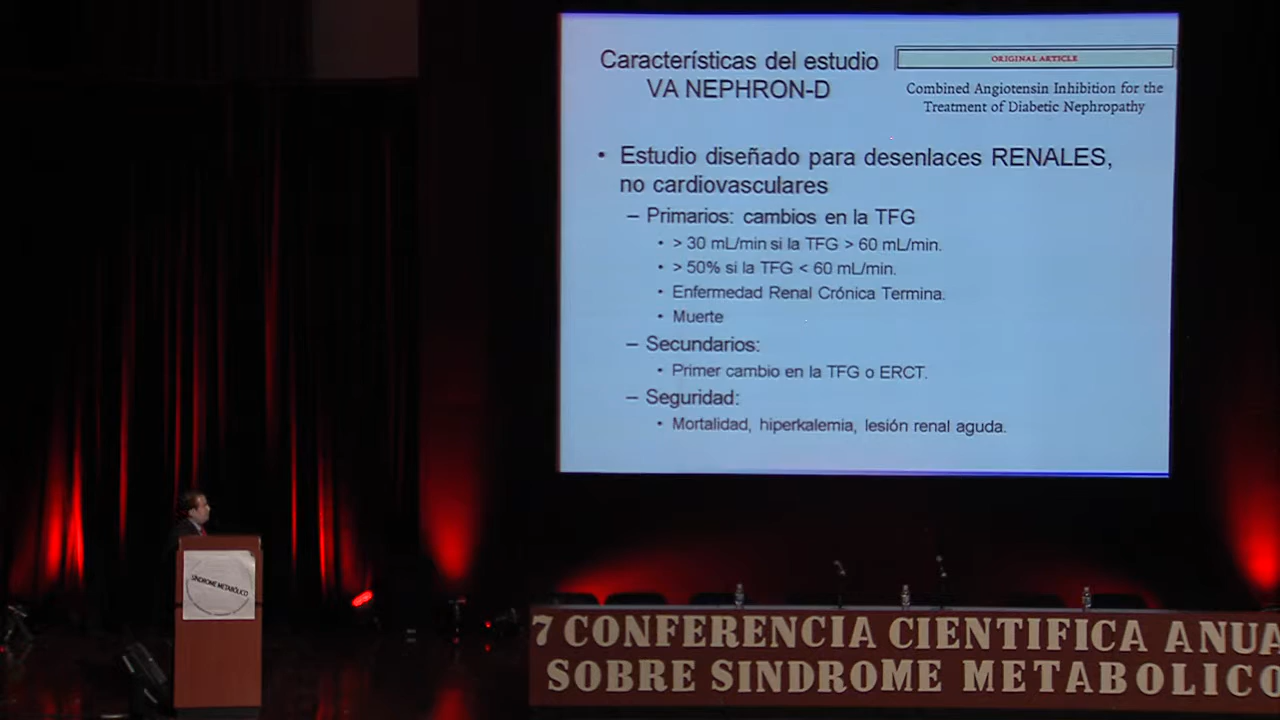 Características del estudio
VA NEPHRON-D
ORIGINAL ARTICLE
Combined Angiotensin Inhibition for the
Treatment of Diabetic Nephropathy
• Estudio diseñado para desenlaces RENALES,
no cardiovasculares
– Primarios: cambios en la TFG
• > 30 mL/min si la TFG > 60 mL/min.
• > 50% si la TFG < 60 mL/min.
• Enfermedad Renal Crónica Termina.
• Muerte
– Secundarios:
• Primer cambio en la TFG o ERCT.
– Seguridad:
• Mortalidad, hiperkalemia, lesión renal aguda.
SÍNDROME METABÓLICO
7 CONFERENCIA CIENTIFICA ANUA
SOBRE SINDROME METABOLICO